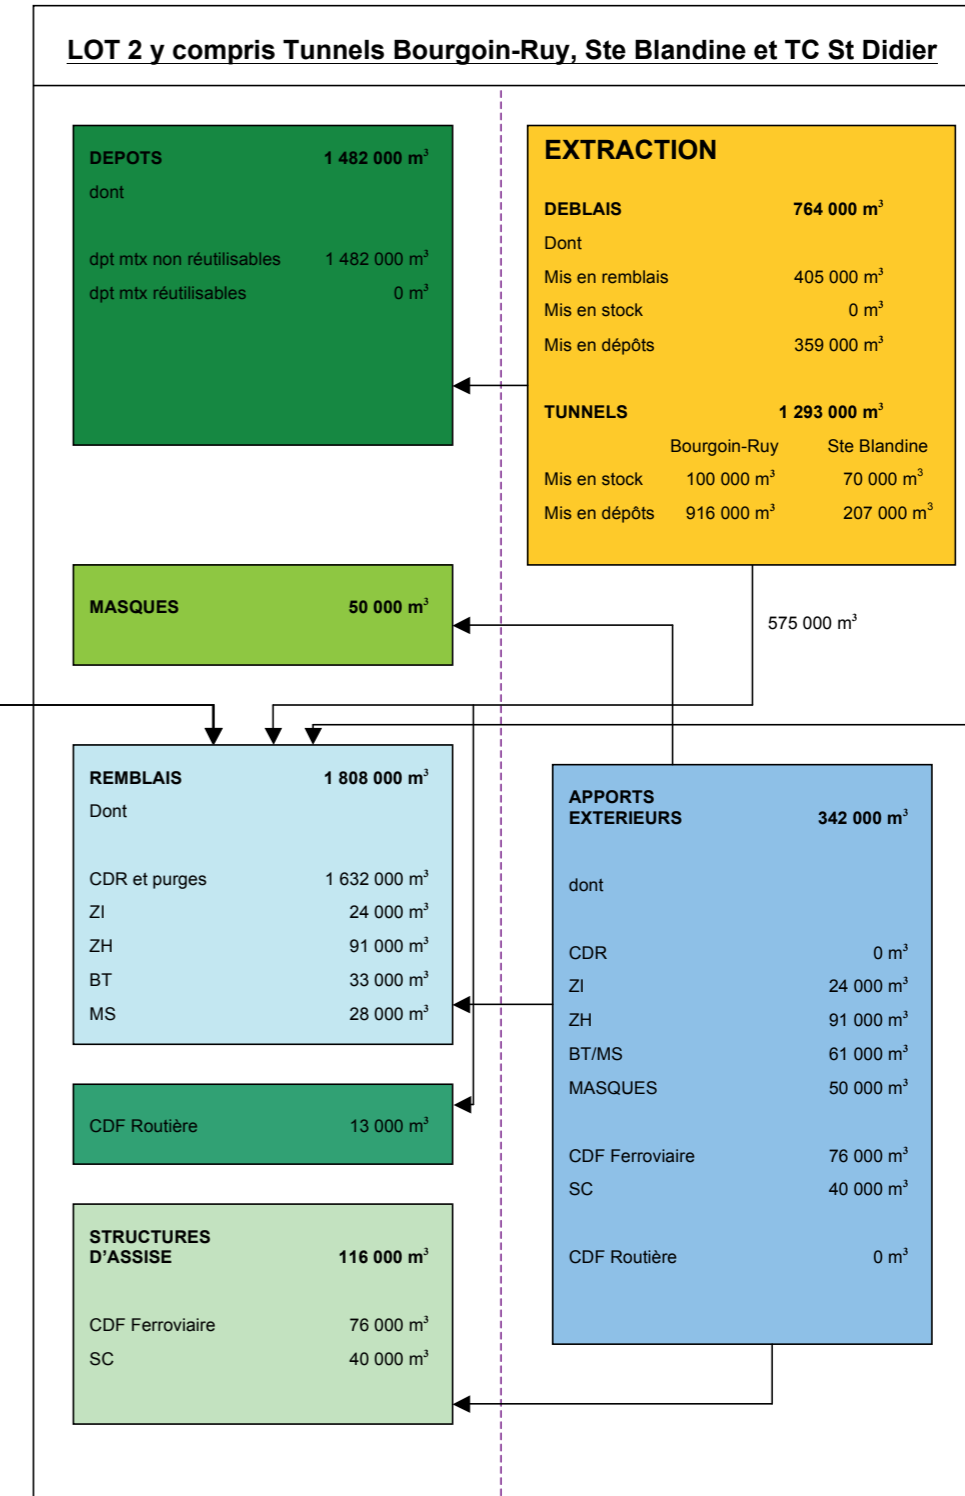 LOT 2 y compris Tunnels Bourgoin-Ruy, Ste Blandine et TC St Didier
DEPOTS 1 482 000 m³
dont
dpt mtx non réutilisables 1 482 000 m³
dpt mtx réutilisables 0 m³
EXTRACTION
DEBLAIS 764 000 m³
Dont
Mis en remblais 405 000 m³
Mis en stock 0 m³
Mis en dépôts 359 000 m³
TUNNELS 1 293 000 m³
Bourgoin-Ruy Ste Blandine
Mis en stock 100 000 m³ 70 000 m³
Mis en dépôts 916 000 m³ 207 000 m³
MASQUES 50 000 m³
575 000 m³
REMBLAIS 1 808 000 m³
Dont
CDR et purges 1 632 000 m³
ZI 24 000 m³
ZH 91 000 m³
BT 33 000 m³
MS 28 000 m³
APPORTS
EXTERIEURS 342 000 m³
dont
CDR 0 m³
ZI 24 000 m³
ZH 91 000 m³
BT/MS 61 000 m³
MASQUES 50 000 m³
CDF Ferroviaire 76 000 m³
SC 40 000 m³
CDF Routière 0 m³
CDF Routière 13 000 m³
STRUCTURES
D'ASSISE 116 000 m³
CDF Ferroviaire 76 000 m³
SC 40 000 m³